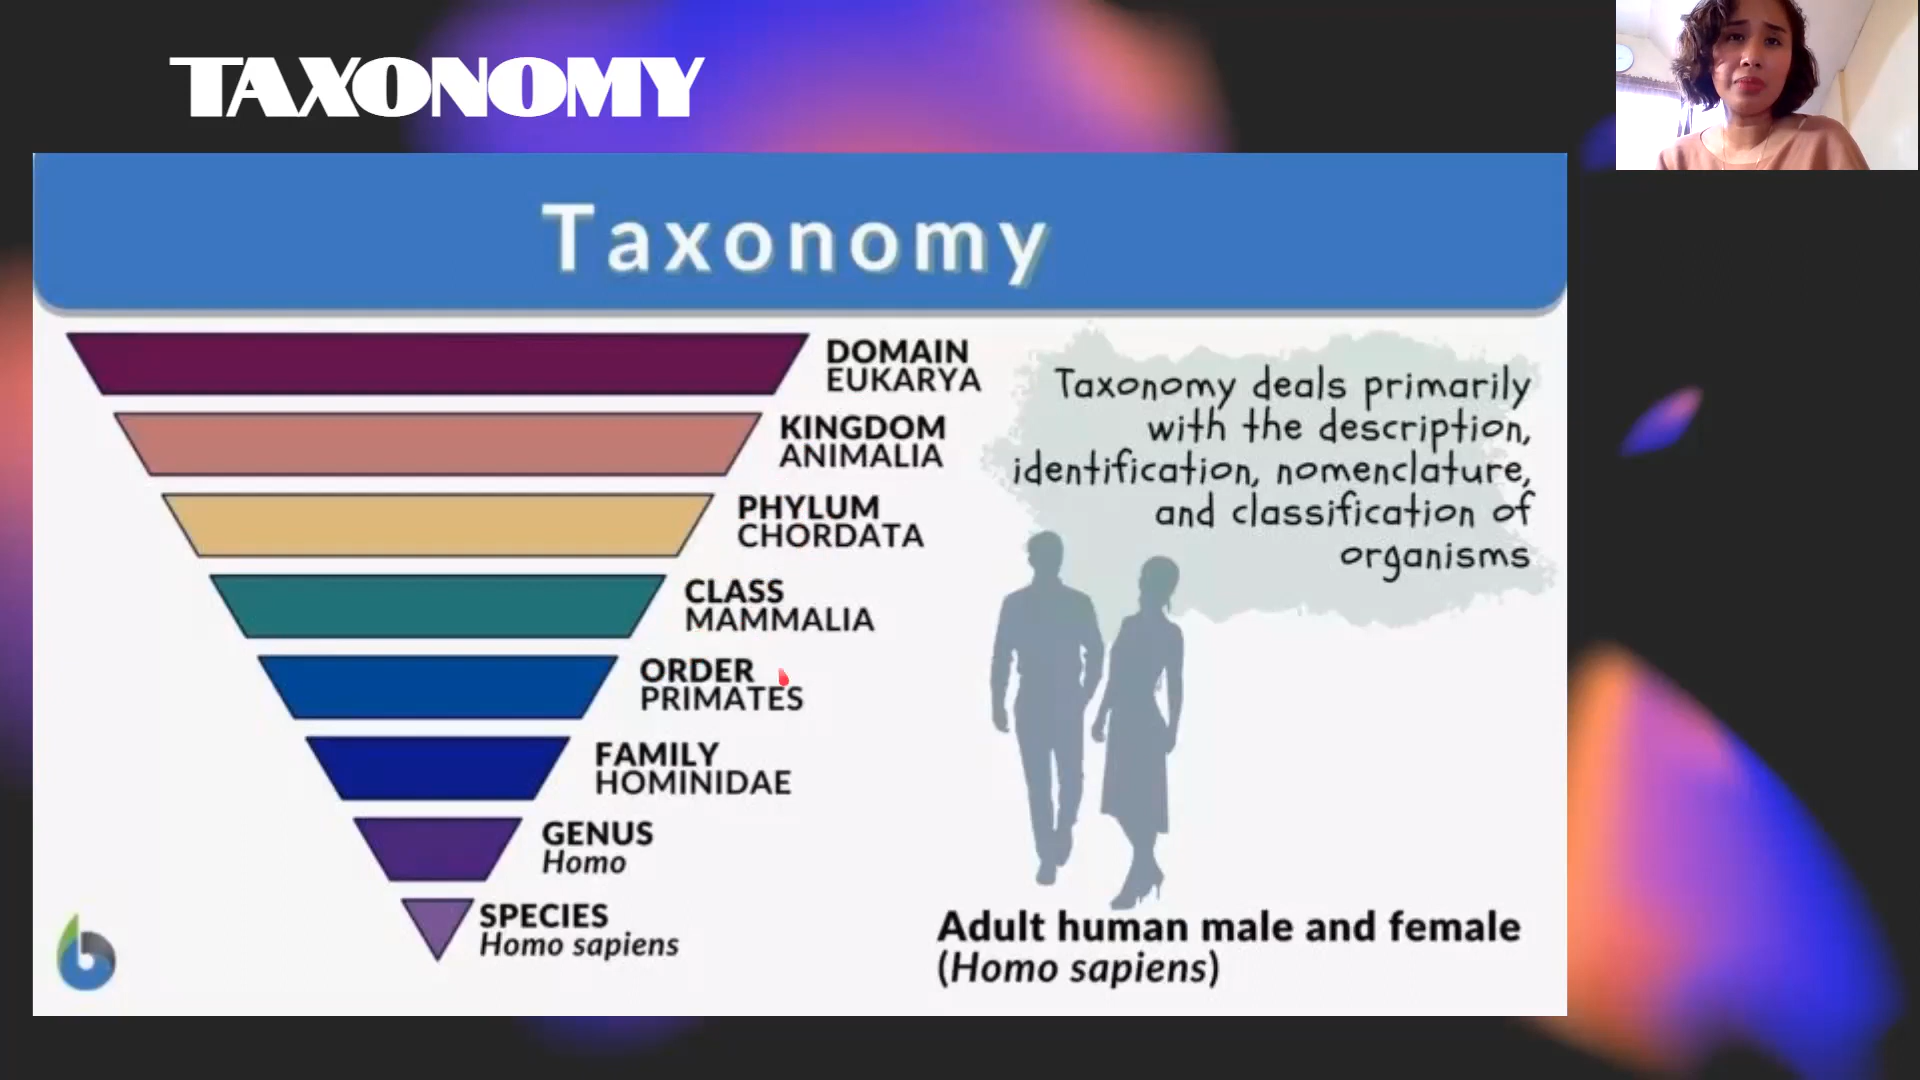 TAXONOMY
Taxonomy
DOMAIN
EUKARYA
KINGDOM
ANIMALIA
PHYLUM
CHORDATA
CLASS
MAMMALIA
ORDER
PRIMATES
FAMILY
HOMINIDAE
GENUS
Homo
SPECIES
Homo sapiens
Taxonomy deals primarily
with the description,
identification, nomenclature,
and classification of
organisms
Adult human male and female
(Homo sapiens)
b